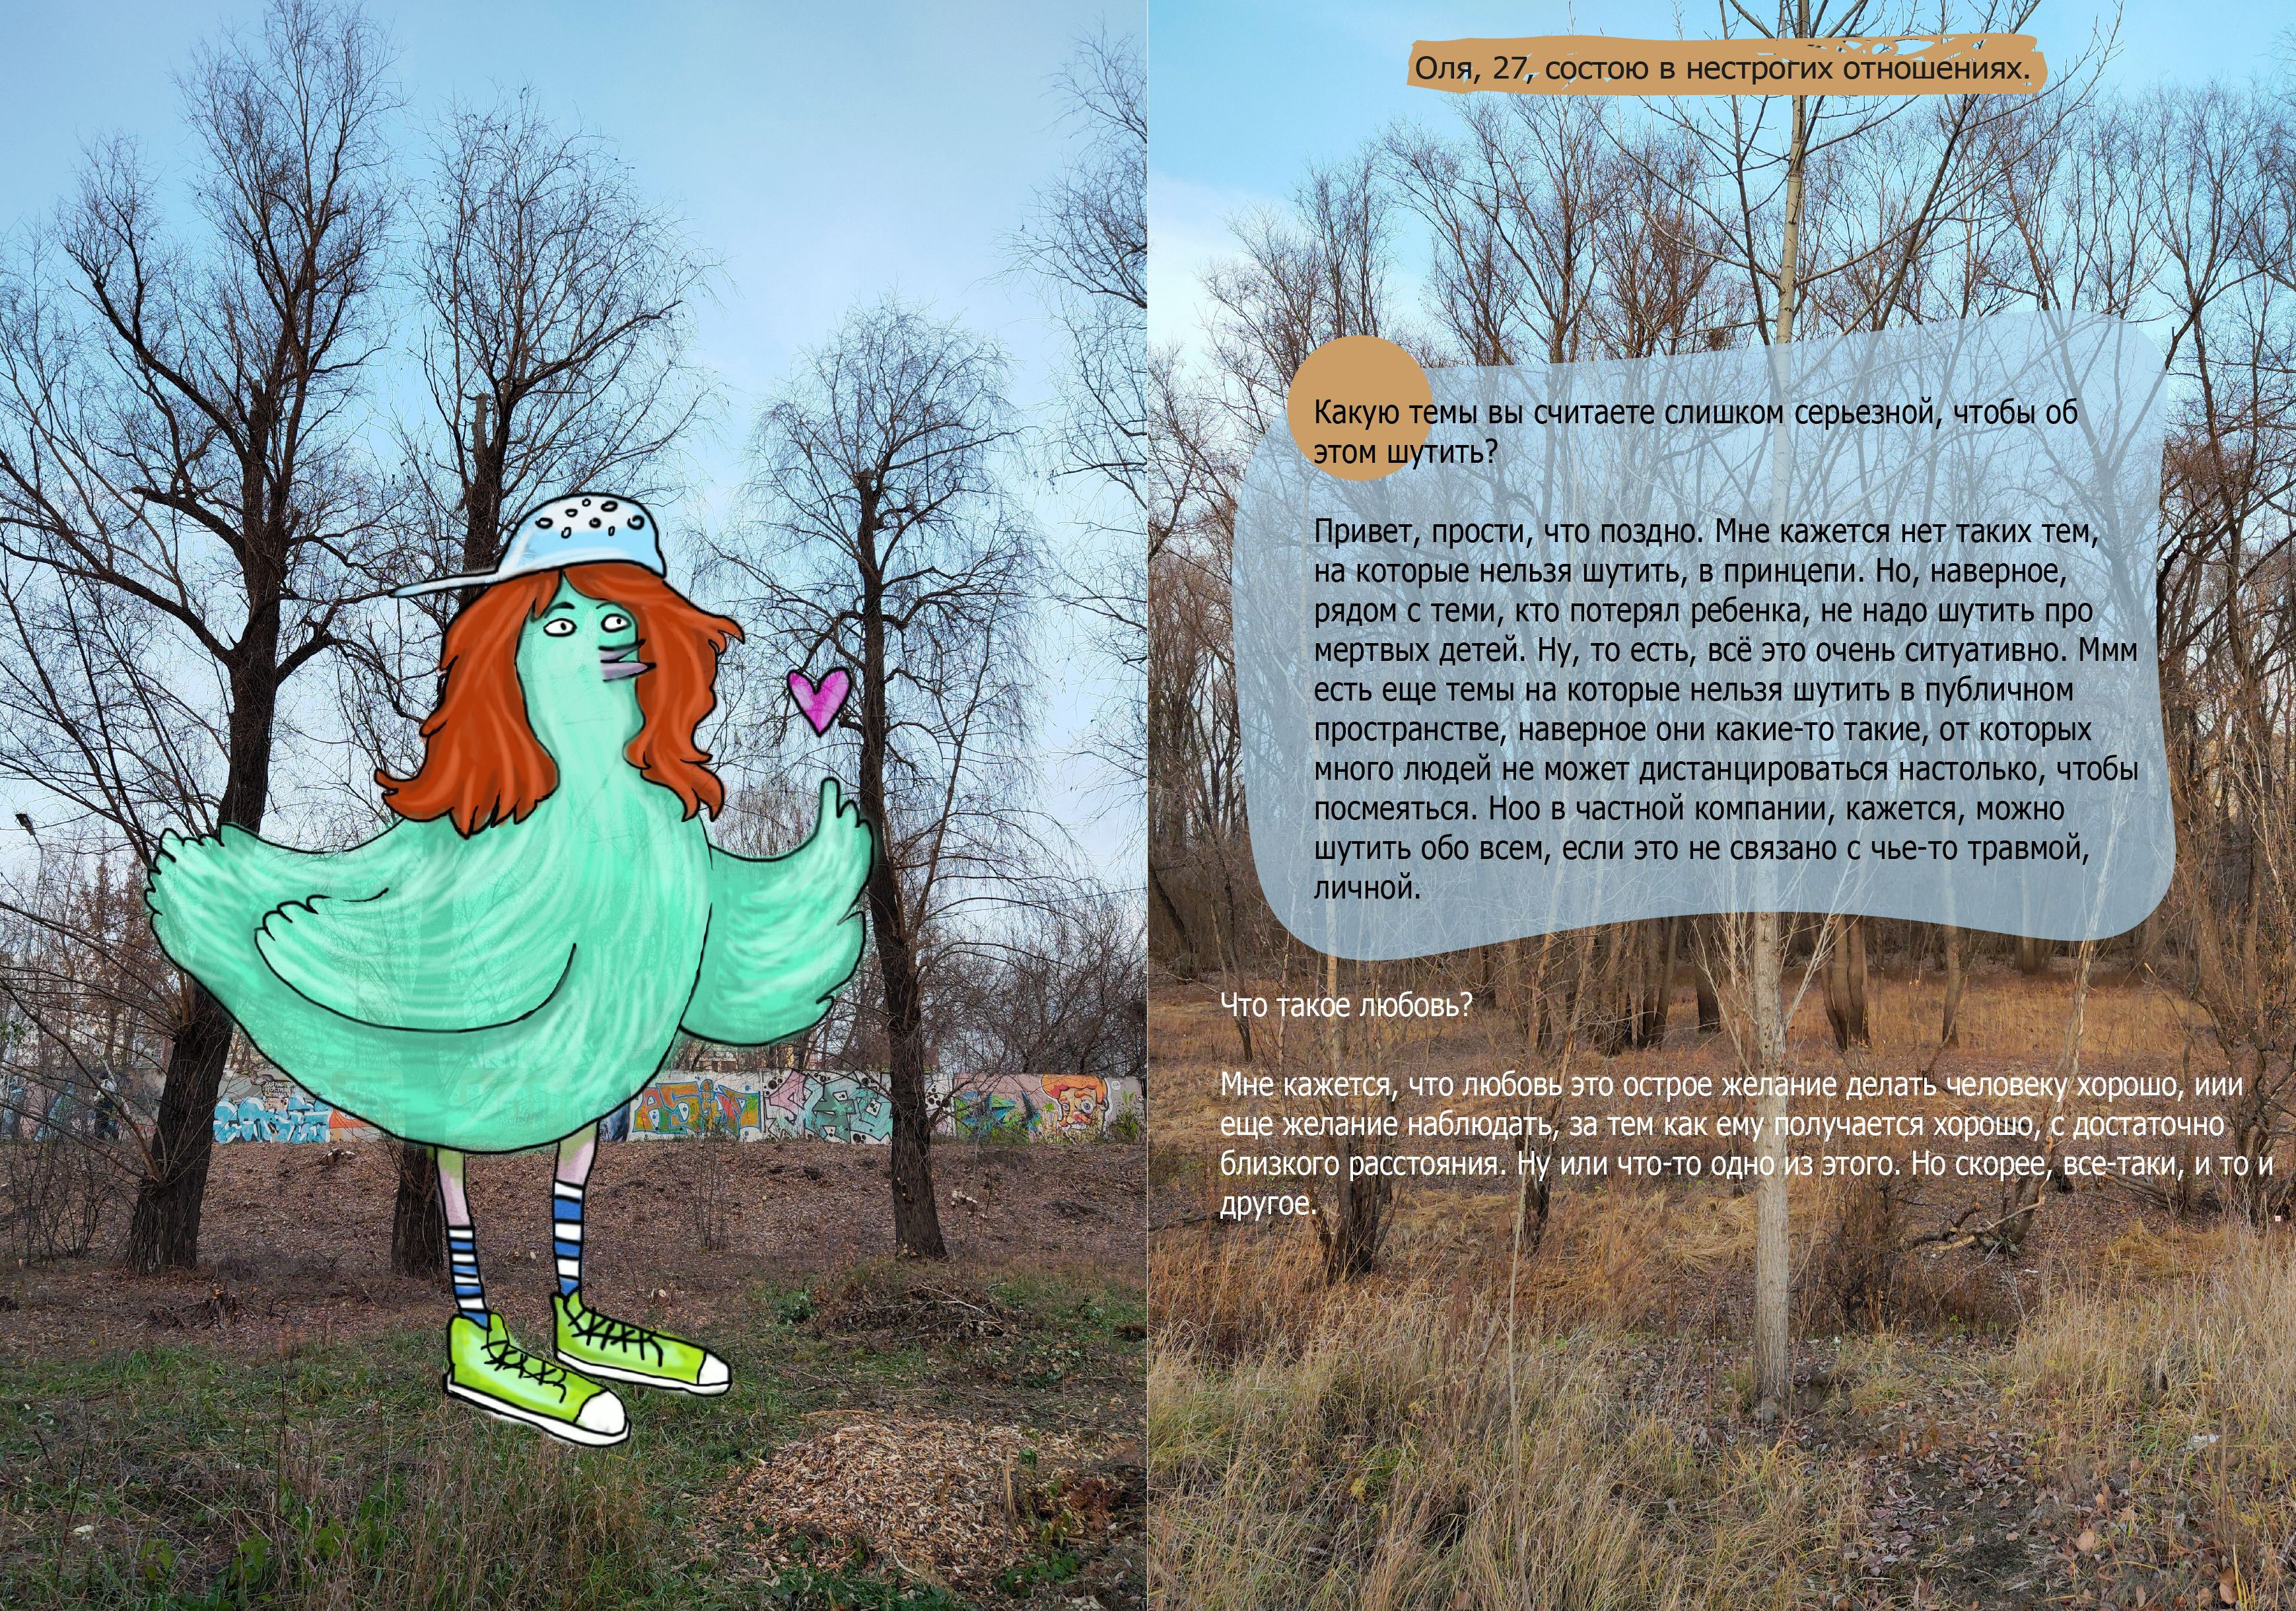 Оля, 27, состою в нестрогих отношениях.
Какую темы вы считаете слишком серьезной, чтобы об
этом шутить?
Привет, прости, что поздно. Мне кажется нет таких тем,
на которые нельзя шутить, в принцепи. Но, наверное,
рядом с теми, кто потерял ребенка, не надо шутить про
мертвых детей. Ну, то есть, всё это очень ситуативно. Ммм
есть еще темы на которые нельзя шутить в публичном
пространстве, наверное они какие-то такие, от которых
много людей не может дистанцироваться настолько, чтобы
посмеяться. Ноо в частной компании, кажется, можно
шутить обо всем, если это не связано с чье-то травмой,
личной.
Что такое любовь?
Мне кажется, что любовь это острое желание делать человеку хорошо, иии
еще желание наблюдать, за тем как ему получается хорошо, с достаточно
близкого расстояния. Ну или что-то одно из этого. Но скорее, все-таки, и то и
другое.